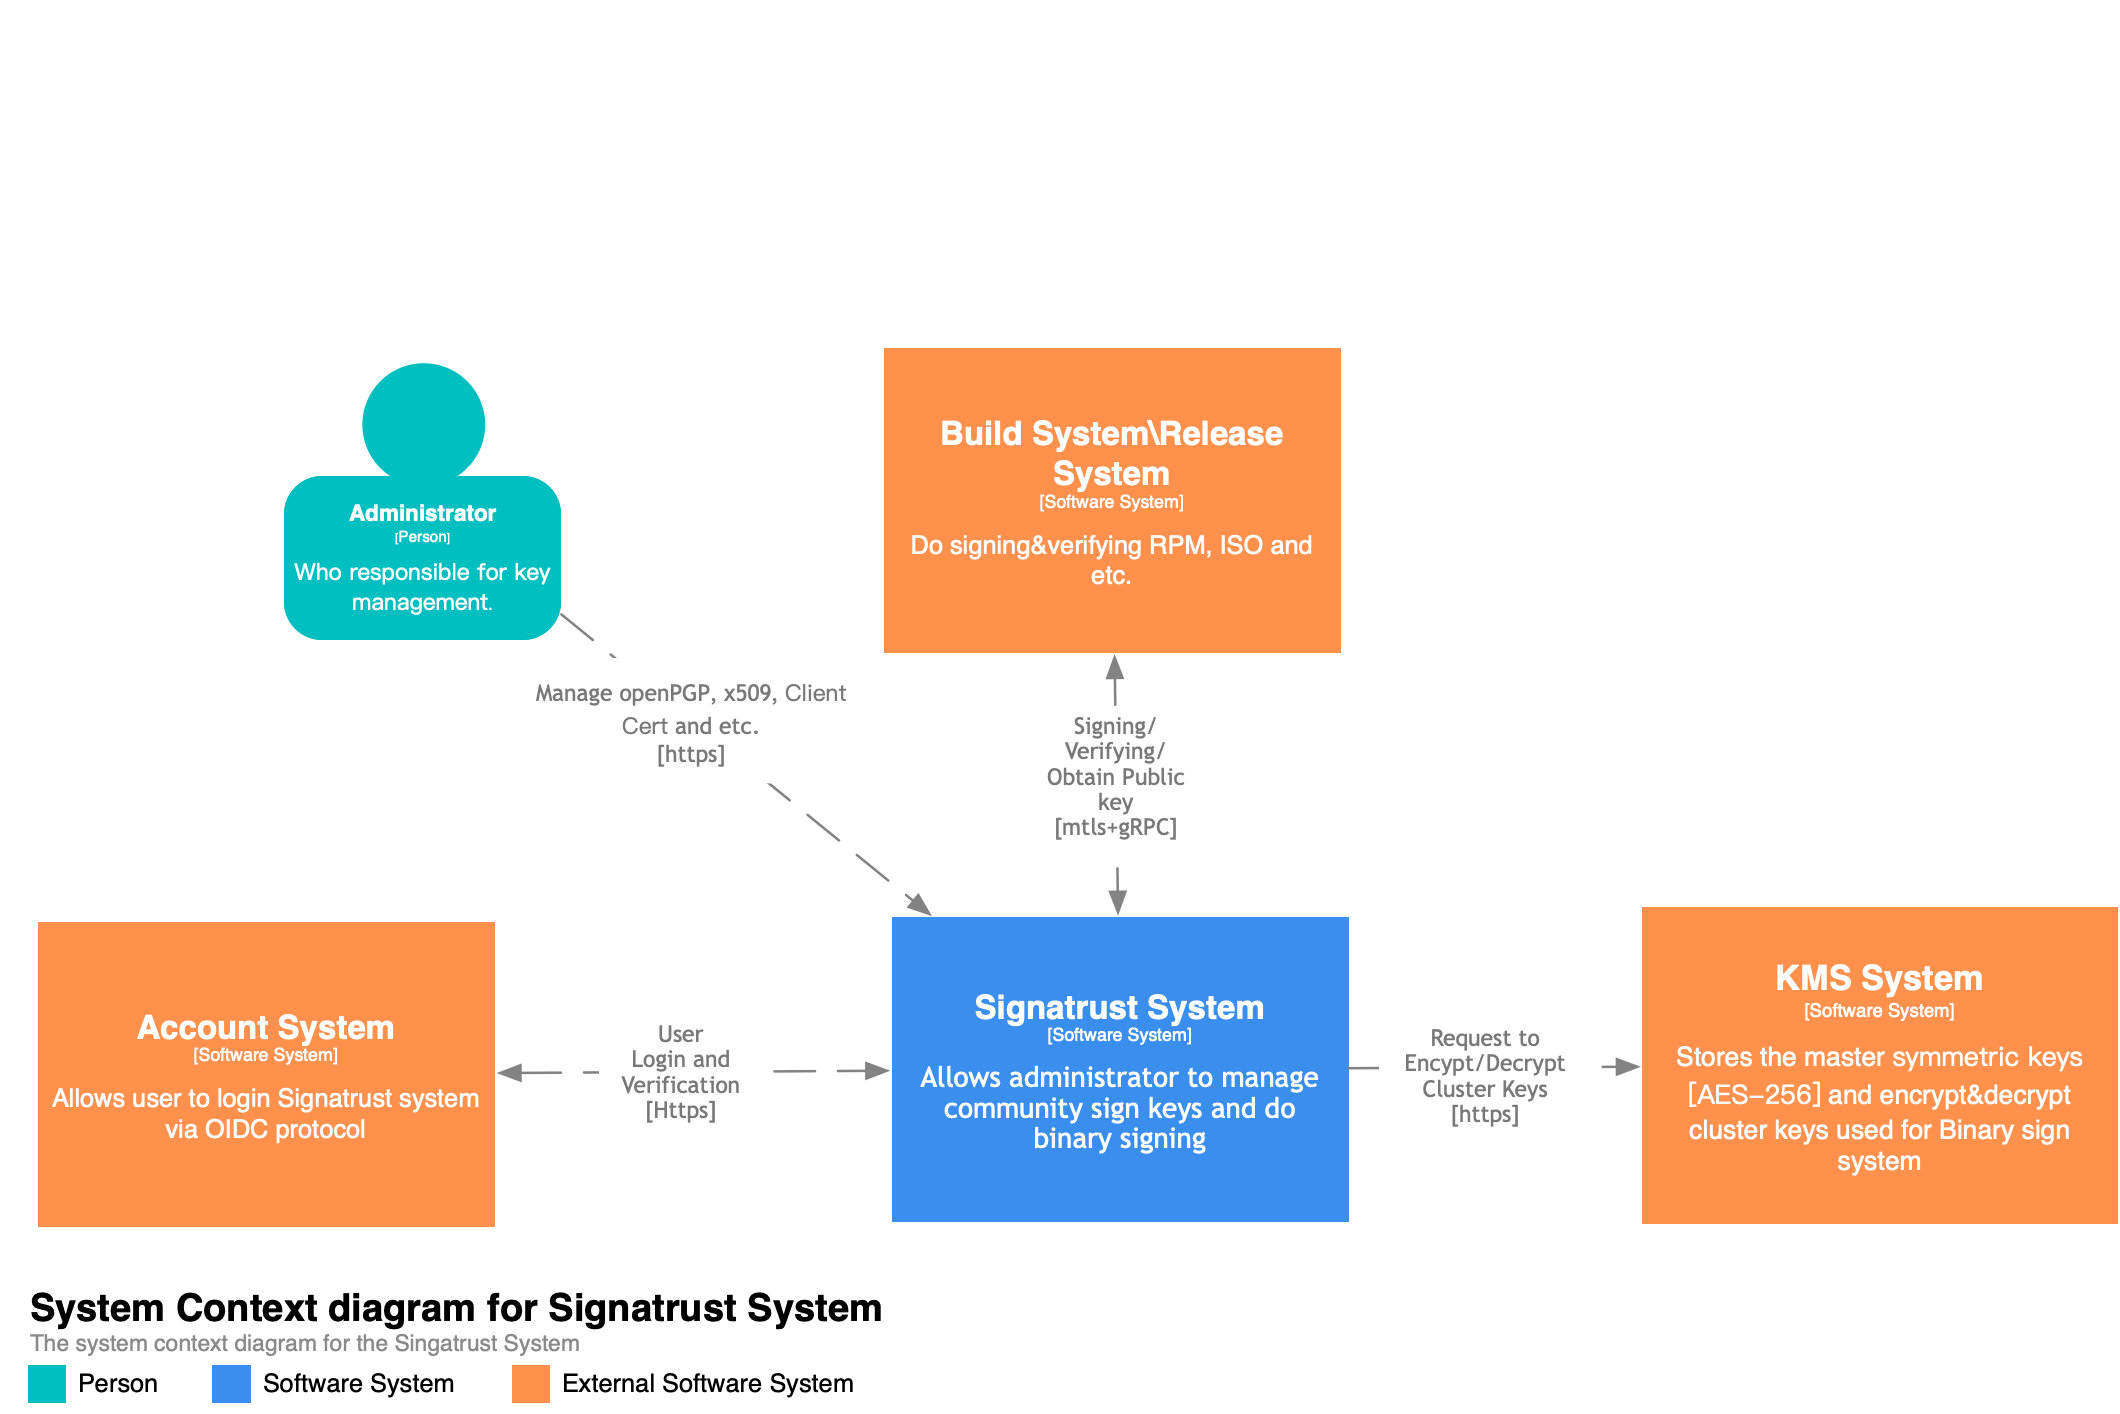 Build System\Release
System
[Software System]
Do signing&verifying RPM, ISO and
etc.
Administrator
[Person]
Who responsible for key
management.
Manage openPGP, x509, Client
Cert and etc.
[https]
Signing/
Verifying/
Obtain Public
key
[mtls+gRPC]
Account System
[Software System]
Allows user to login Signatrust system
via OIDC protocol
User
Login and
Verification
[Https]
Signatrust System
[Software System]
Allows administrator to manage
community sign keys and do
binary signing
Request to
Encypt/Decrypt
Cluster Keys
[https]
KMS System
[Software System]
Stores the master symmetric keys
[AES-256] and encrypt&decrypt
cluster keys used for Binary sign
system
System Context diagram for Signatrust System
The system context diagram for the Singatrust System
Person
Software System
External Software System